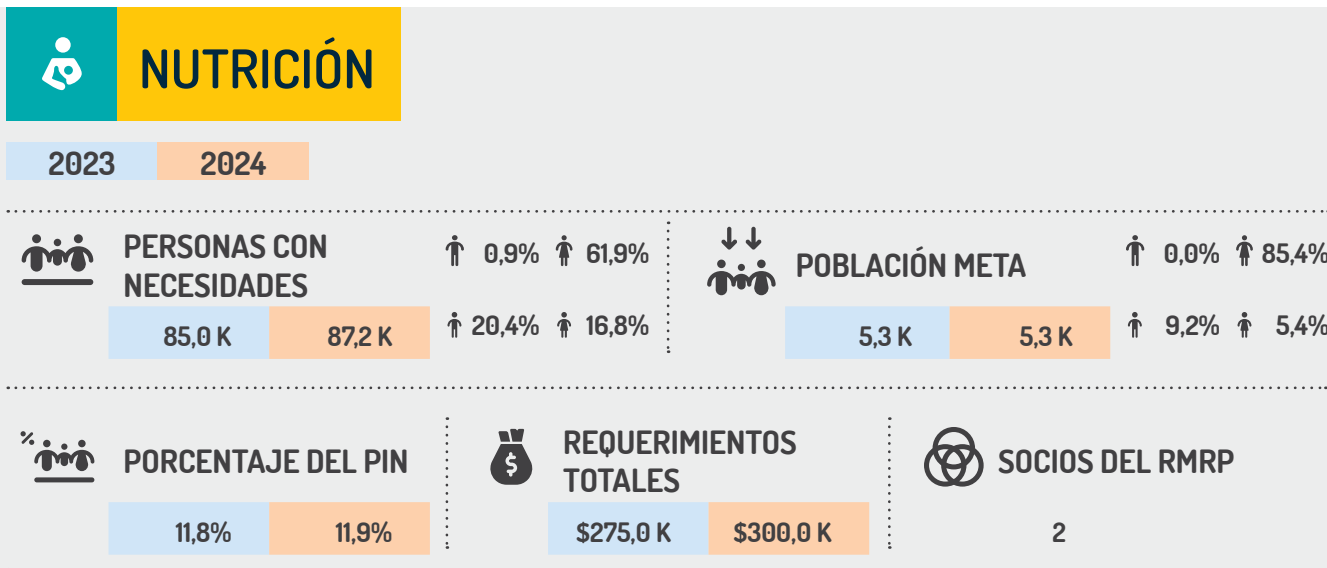 NUTRICIÓN
2023 2024
PERSONAS CON
NECESIDADES
85,0 K 87,2 K
0,9% 61,9%
20,4% 16,8%
POBLACIÓN META
5,3 K 5,3 K
0,0% 85,4%
9,2% 5,4%
% PORCENTAJE DEL PIN
11,8% 11,9%
$ REQUERIMIENTOS
TOTALES
$275,0 K $300,0 K
SOCIOS DEL RMRP
2